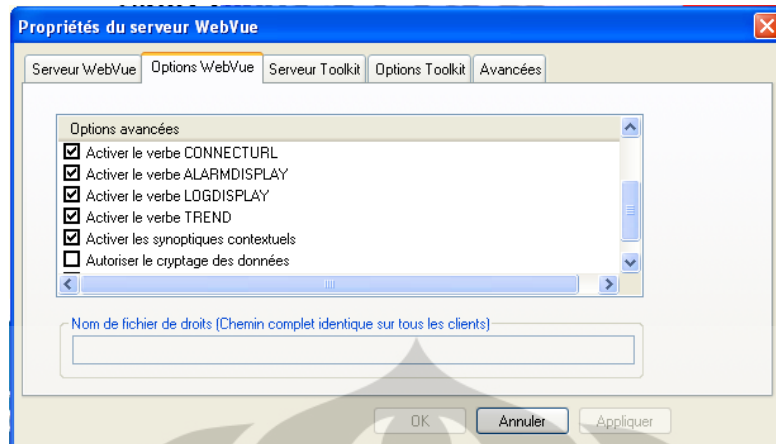 Propriétés du serveur WebVue
Serveur WebVue Options WebVue Serveur Toolkit Options Toolkit Avancées
Options avancées
Activer le verbe CONNECTURL
Activer le verbe ALARMDISPLAY
Activer le verbe LOGDISPLAY
Activer le verbe TREND
Activer les synoptiques contextuels
Autoriser le cryptage des données
Nom de fichier de droits (Chemin complet identique sur tous les clients)
OK Annuler Appliquer